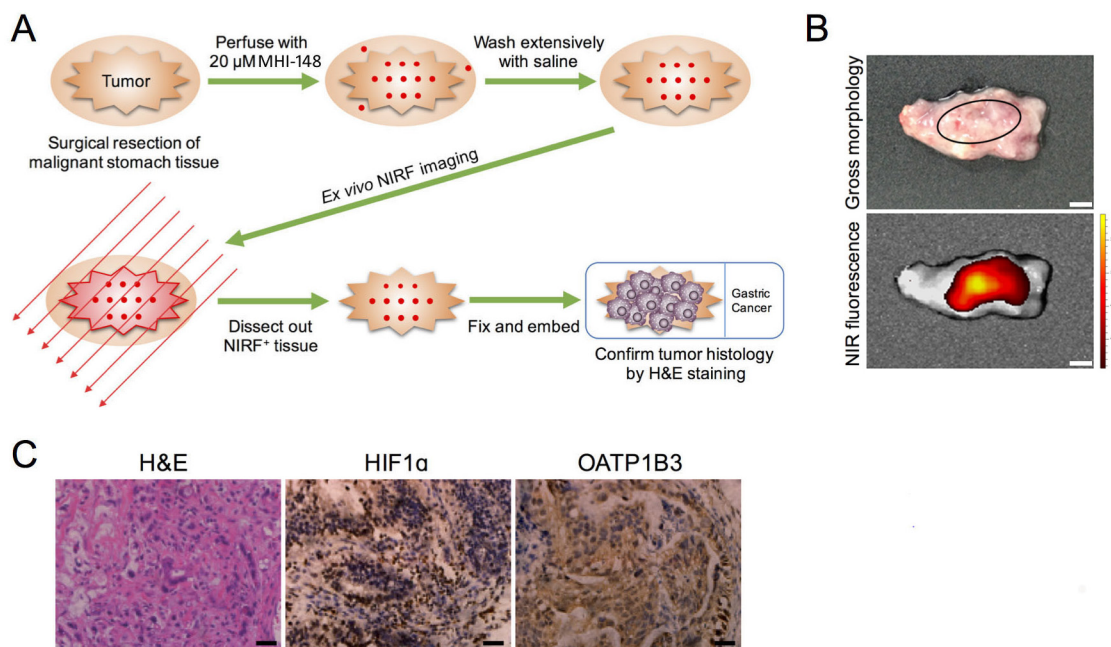 A
Perfuse with
20 µM MHI-148
Wash extensively
with saline
Tumor
Surgical resection of
malignant stomach tissue
Ex vivo NIRF imaging
Dissect out
NIRF⁺ tissue
Fix and embed
Gastric
Cancer
Confirm tumor histology
by H&E staining
B
Gross morphology
NIR fluorescence
C
H&E
HIF1α
OATP1B3